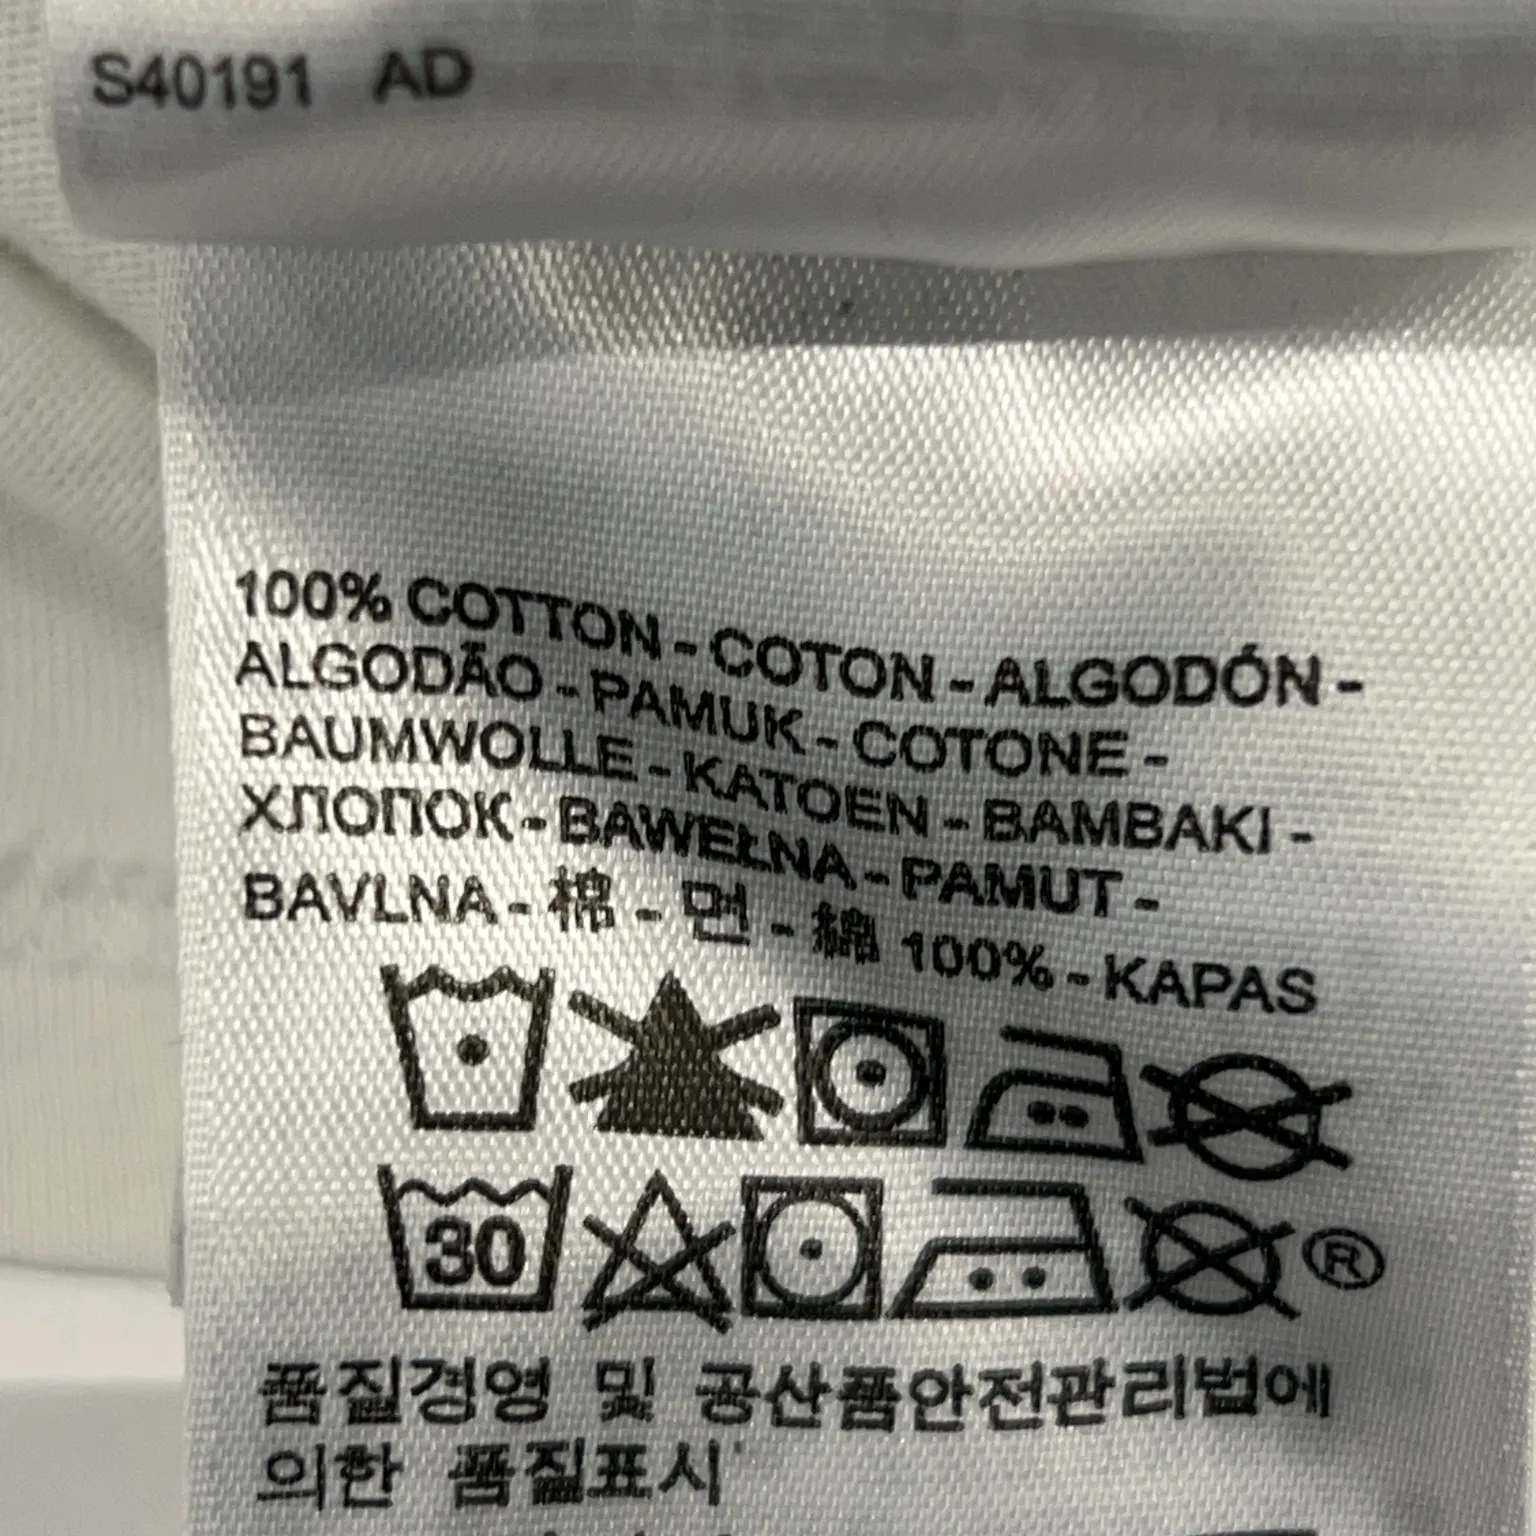 S40191 AD
100% COTTON - COTON - ALGODÓN -
ALGODÃO - PAMUK - COTONE -
BAUMWOLLE - KATOEN - BAMBAKI -
ХЛОПОК - BAWEŁNA - PAMUT -
BAVLNA - 棉 - 면 - 綿 100% - KAPAS
30 ®
품질경영 및 공산품안전관리법에
의한 품질표시